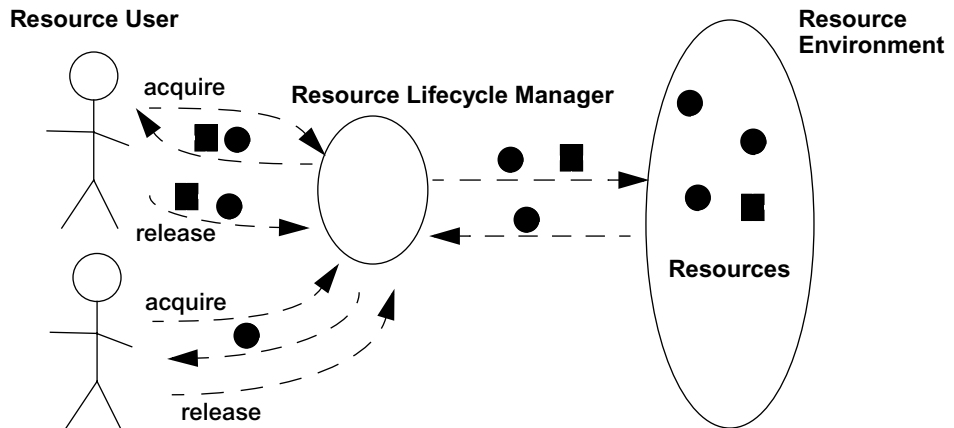 Resource User
Resource
Environment
acquire
Resource Lifecycle Manager
release
Resources
acquire
release